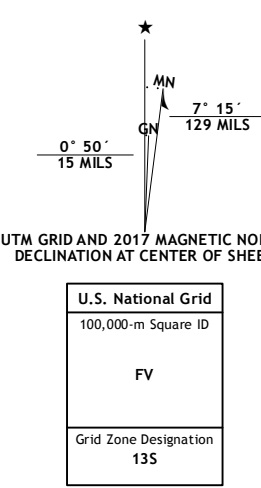 ★
MN
7° 15´
129 MILS
GN
0° 50´
15 MILS
UTM GRID AND 2017 MAGNETIC NO
DECLINATION AT CENTER OF SHEE
U.S. National Grid
100,000-m Square ID
FV
Grid Zone Designation
13S